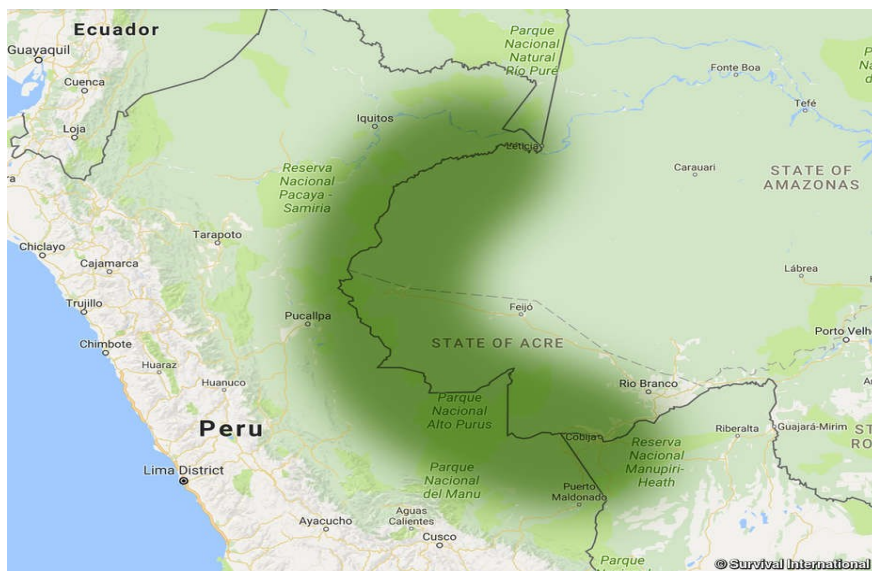 Ecuador
Parque
Nacional
Natural
Río Puré
Guayaquil
Fonte Boa
Cuenca
Tefé
Iquitos
Loja
Leticia
Carauari
STATE OF
AMAZONAS
Reserva
Nacional
Pacaya -
Samiria
Tarapoto
Chiclayo
Cajamarca
Lábrea
Trujillo
Feijó
Pucallpa
Porto Velh
Chimbote
STATE OF ACRE
Huaraz
Huanuco
Rio Branco
Parque
Nacional
Alto Purus
Peru
Riberalta
Guajará-Mirim
Cobija
Reserva
Nacional
Manupiri-
Heath
ST
RO
Lima District
Parque
Nacional
del Manu
Puerto
Maldonado
Aguas
Calientes
Ayacucho
Cusco
Parque
© Survival International